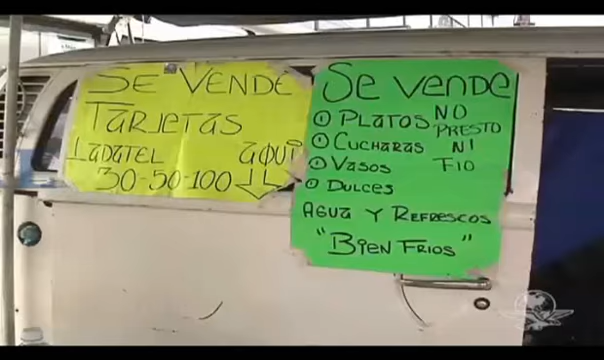 SE VENDE
TARJETAS
LADATEL
AQUI
30-50-100
Se vende
PLATOS
CUCHARAS
VASOS
DULCES
NO
PRESTO
NI
FIO
AGUA Y REFRESCOS
"BIEN FRIOS"